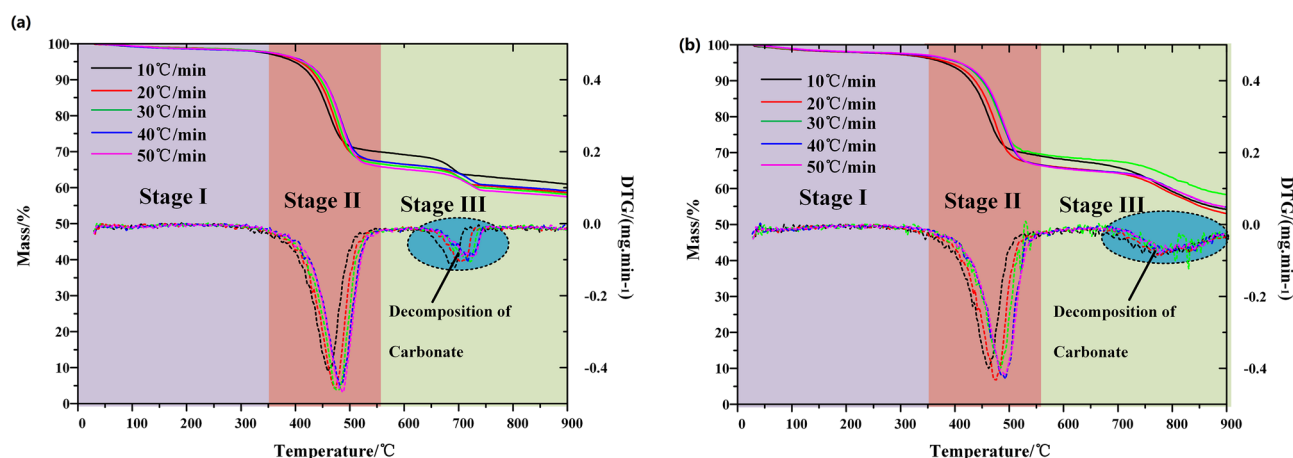 (a)
100
90
80
70
60
50
40
30
20
10
0
Mass/%
10℃/min
20℃/min
30℃/min
40℃/min
50℃/min
Stage I
Stage II
Stage III
Decomposition of
Carbonate
0.4
0.2
0.0
-0.2
-0.4
DTG/(mg.min-1)
0 100 200 300 400 500 600 700 800 900
Temperature/℃
(b)
100
90
80
70
60
50
40
30
20
10
0
Mass/%
10℃/min
20℃/min
30℃/min
40℃/min
50℃/min
Stage I
Stage II
Stage III
Decomposition of
Carbonate
0.4
0.2
0.0
-0.2
-0.4
DTG/(mg.min-1)
0 100 200 300 400 500 600 700 800 900
Temperature/℃